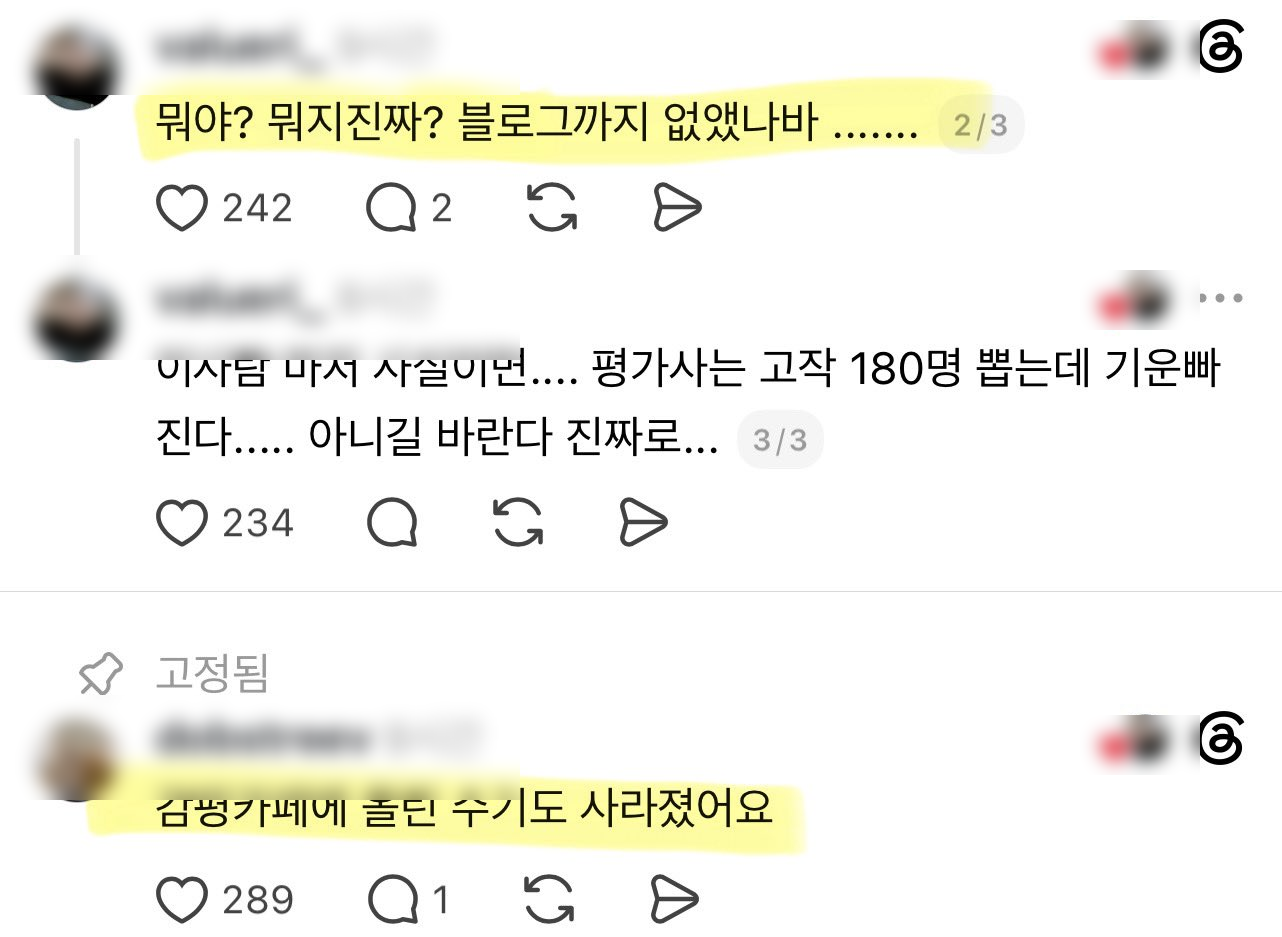 뭐야? 뭐지진짜? 블로그까지 없앴나바 ....... 2/3
242 2
이사람 마저 사실이면.... 평가사는 고작 180명 뽑는데 기운빠
진다..... 아니길 바란다 진짜로... 3/3
234
고정됨
감평카페에 올린 수기도 사라졌어요
289 1